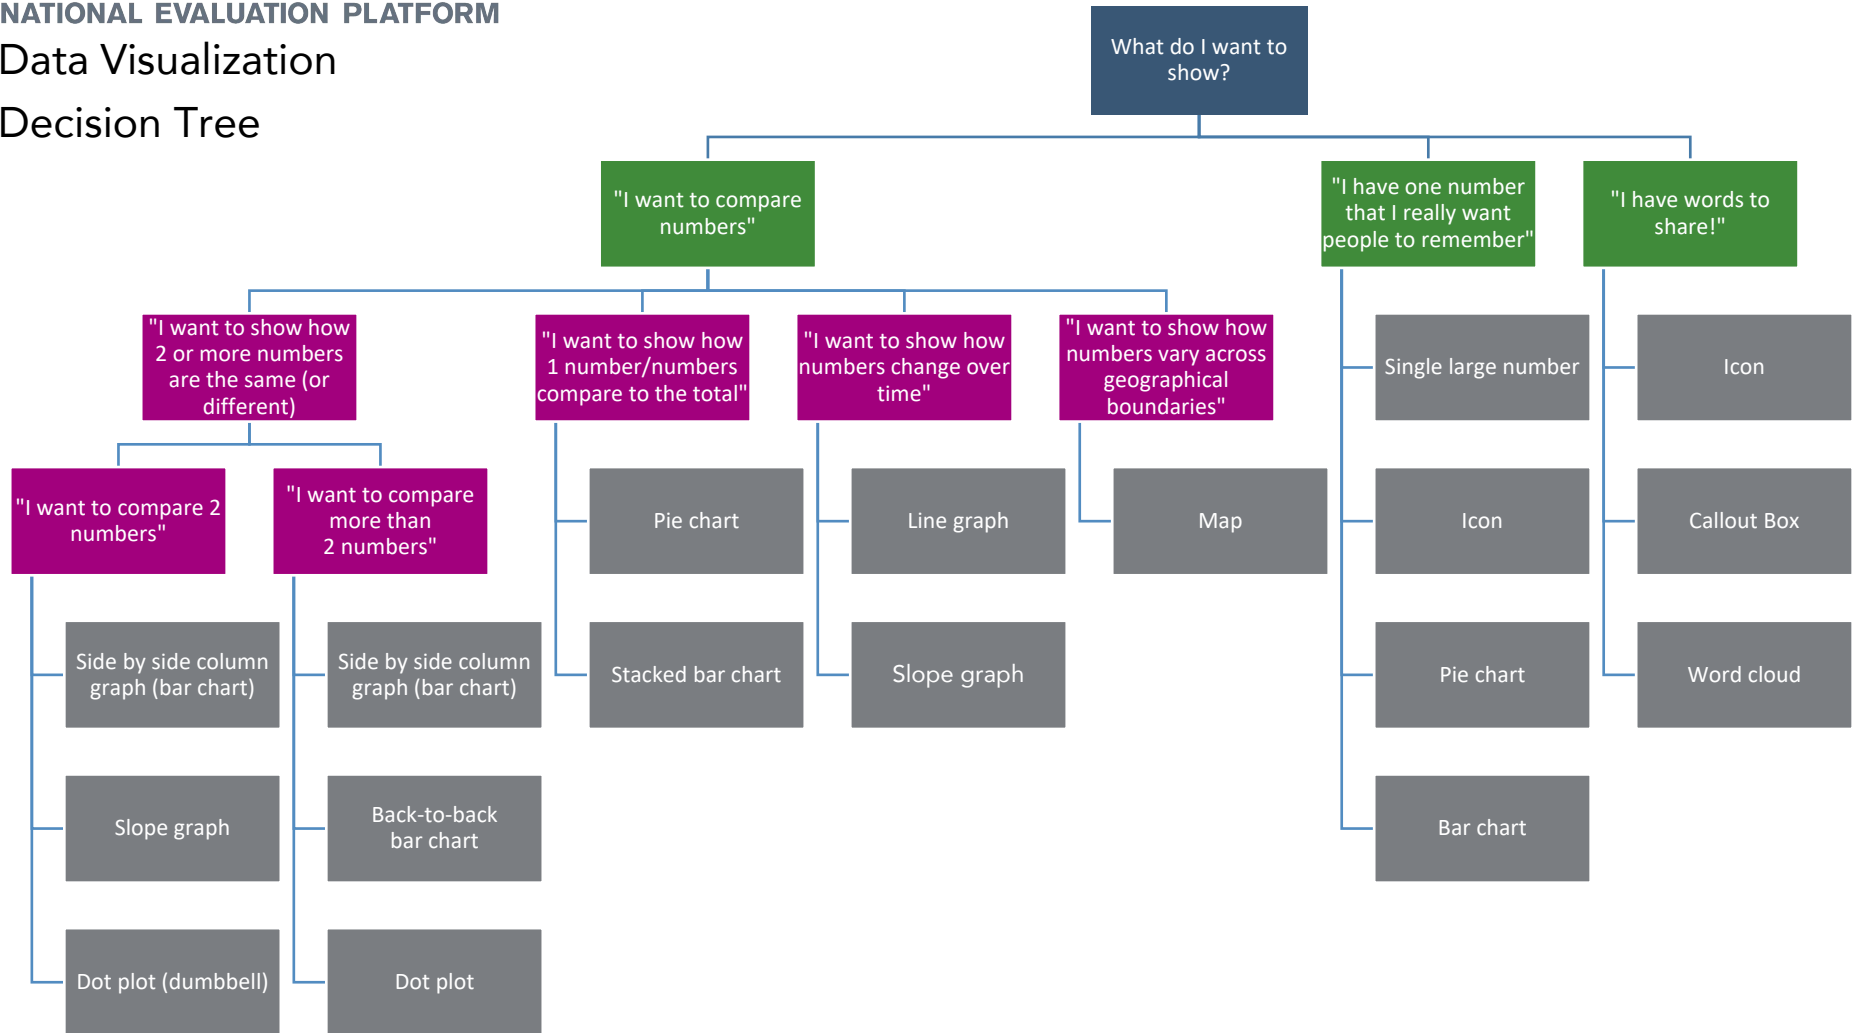 NATIONAL EVALUATION PLATFORM
Data Visualization
Decision Tree
What do I want to
show?
"I want to compare
numbers"
"I have one number
that I really want
people to remember"
"I have words to
share!"
"I want to show how
2 or more numbers
are the same (or
different)
"I want to show how
1 number/numbers
compare to the total"
"I want to show how
numbers change over
time"
"I want to show how
numbers vary across
geographical
boundaries"
Single large number
Icon
"I want to compare 2
numbers"
"I want to compare
more than
2 numbers"
Pie chart
Line graph
Map
Icon
Callout Box
Side by side column
graph (bar chart)
Side by side column
graph (bar chart)
Stacked bar chart
Slope graph
Pie chart
Word cloud
Slope graph
Back-to-back
bar chart
Bar chart
Dot plot (dumbbell)
Dot plot